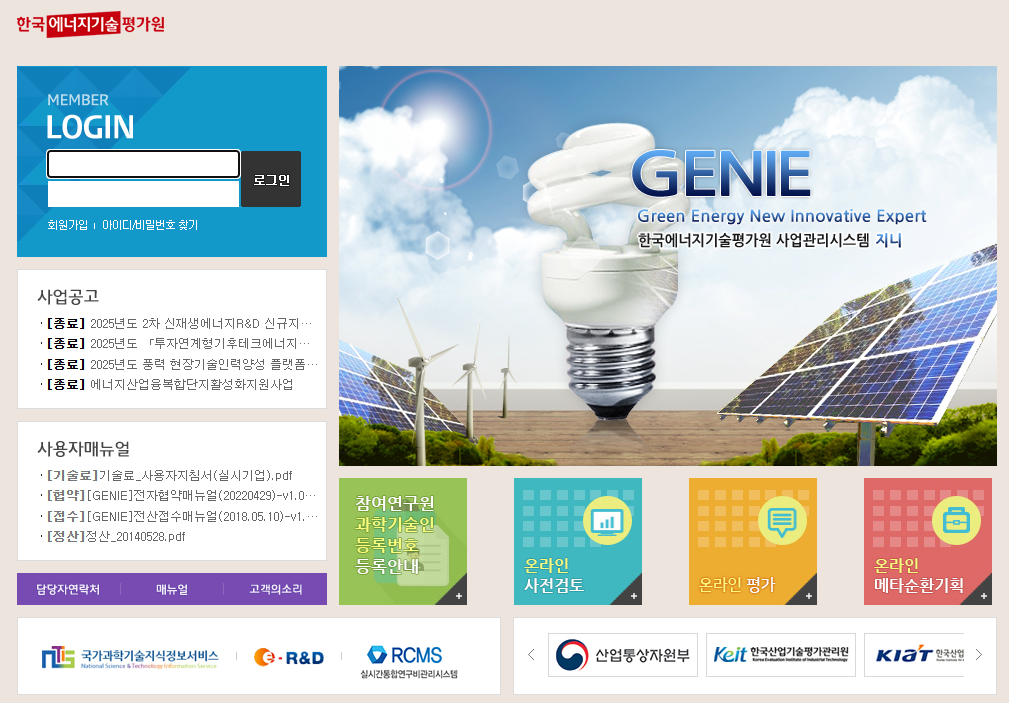 한국에너지기술평가원
MEMBER
LOGIN
로그인
회원가입 | 아이디/비밀번호 찾기
GENIE
Green Energy New Innovative Expert
한국에너지기술평가원 사업관리시스템 지니
사업공고
· [종료] 2025년도 2차 신재생에너지R&D 신규지…
· [종료] 2025년도 「투자연계형기후테크에너지…
· [종료] 2025년도 풍력 현장기술인력양성 플랫폼…
· [종료] 에너지산업융복합단지활성화지원사업
사용자매뉴얼
· [기술료]기술료_사용자지침서(실시기업).pdf
· [협약][GENIE]전자협약매뉴얼(20220429)-v1.0…
· [접수][GENIE]전산접수매뉴얼(2018.05.10)-v1.…
· [정산]정산_20140528.pdf
담당자연락처 | 매뉴얼 | 고객의소리
참여연구원
과학기술인
등록번호
등록안내
온라인
사전검토
온라인 평가
온라인
메타순환기획
NTIS 국가과학기술지식정보서비스
National Science & Technology Information Service
e·R&D
RCMS
실시간통합연구비관리시스템
산업통상자원부
Keit 한국산업기술평가관리원
Korea Evaluation Institute of Industrial Technology
KIAT 한국산업